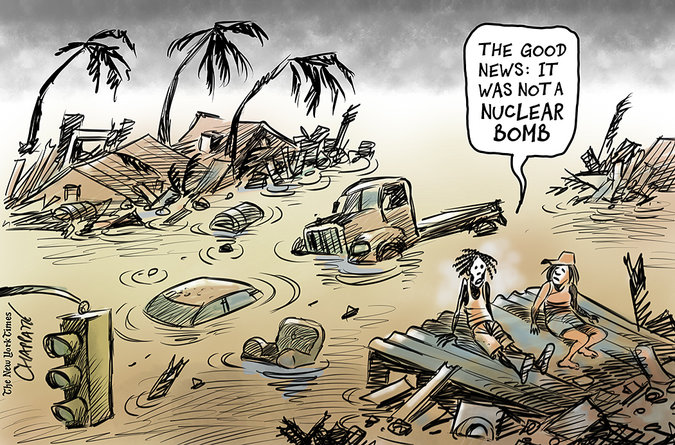 THE GOOD
NEWS: IT
WAS NOT A
NUCLEAR
BOMB
The New York Times
CHAPPATTE